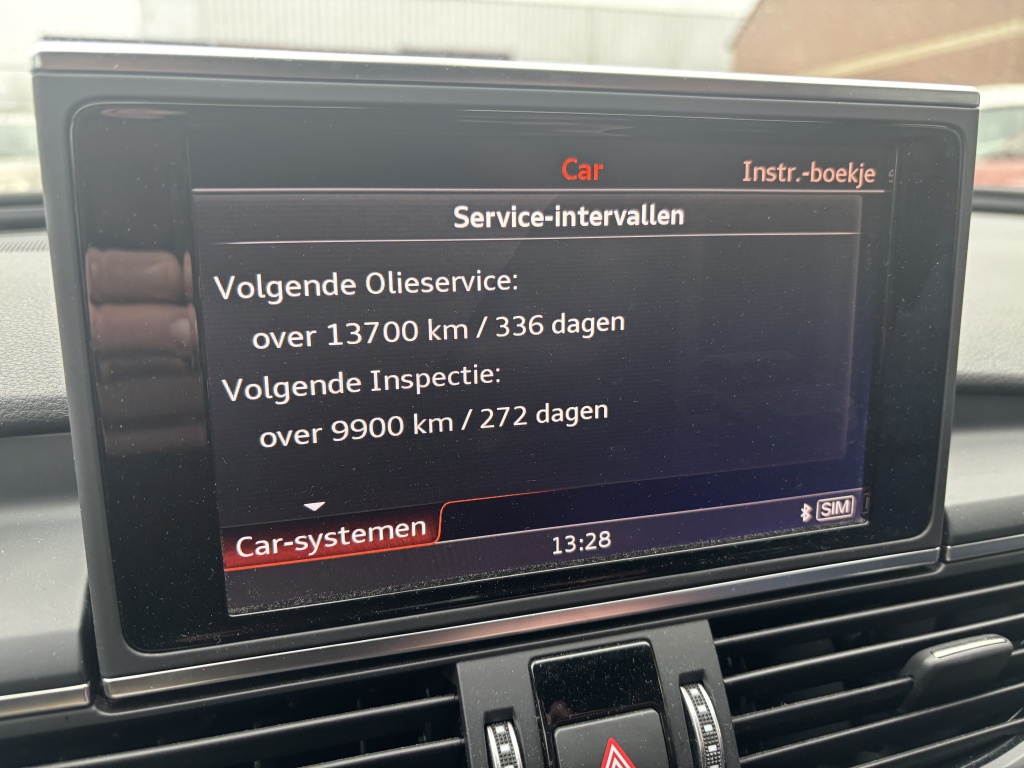 Car
Instr.-boekje
Service-intervallen
Volgende Olieservice:
over 13700 km / 336 dagen
Volgende Inspectie:
over 9900 km / 272 dagen
Car-systemen
13:28
SIM